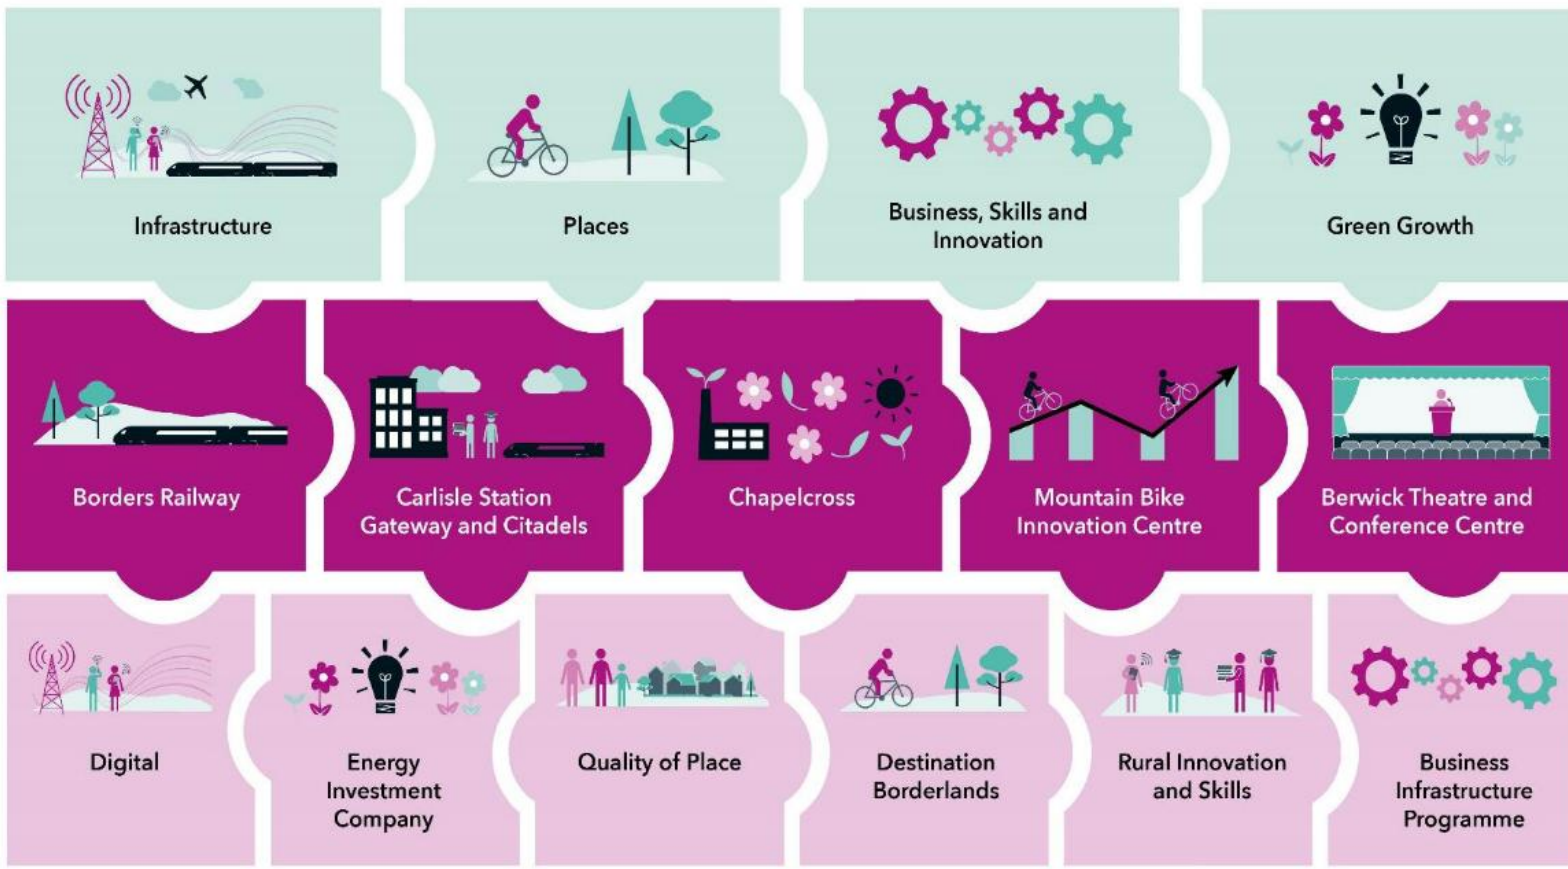 Infrastructure
Places
Business, Skills and
Innovation
Green Growth
Borders Railway
Carlisle Station
Gateway and Citadels
Chapelcross
Mountain Bike
Innovation Centre
Berwick Theatre and
Conference Centre
Digital
Energy
Investment
Company
Quality of Place
Destination
Borderlands
Rural Innovation
and Skills
Business
Infrastructure
Programme